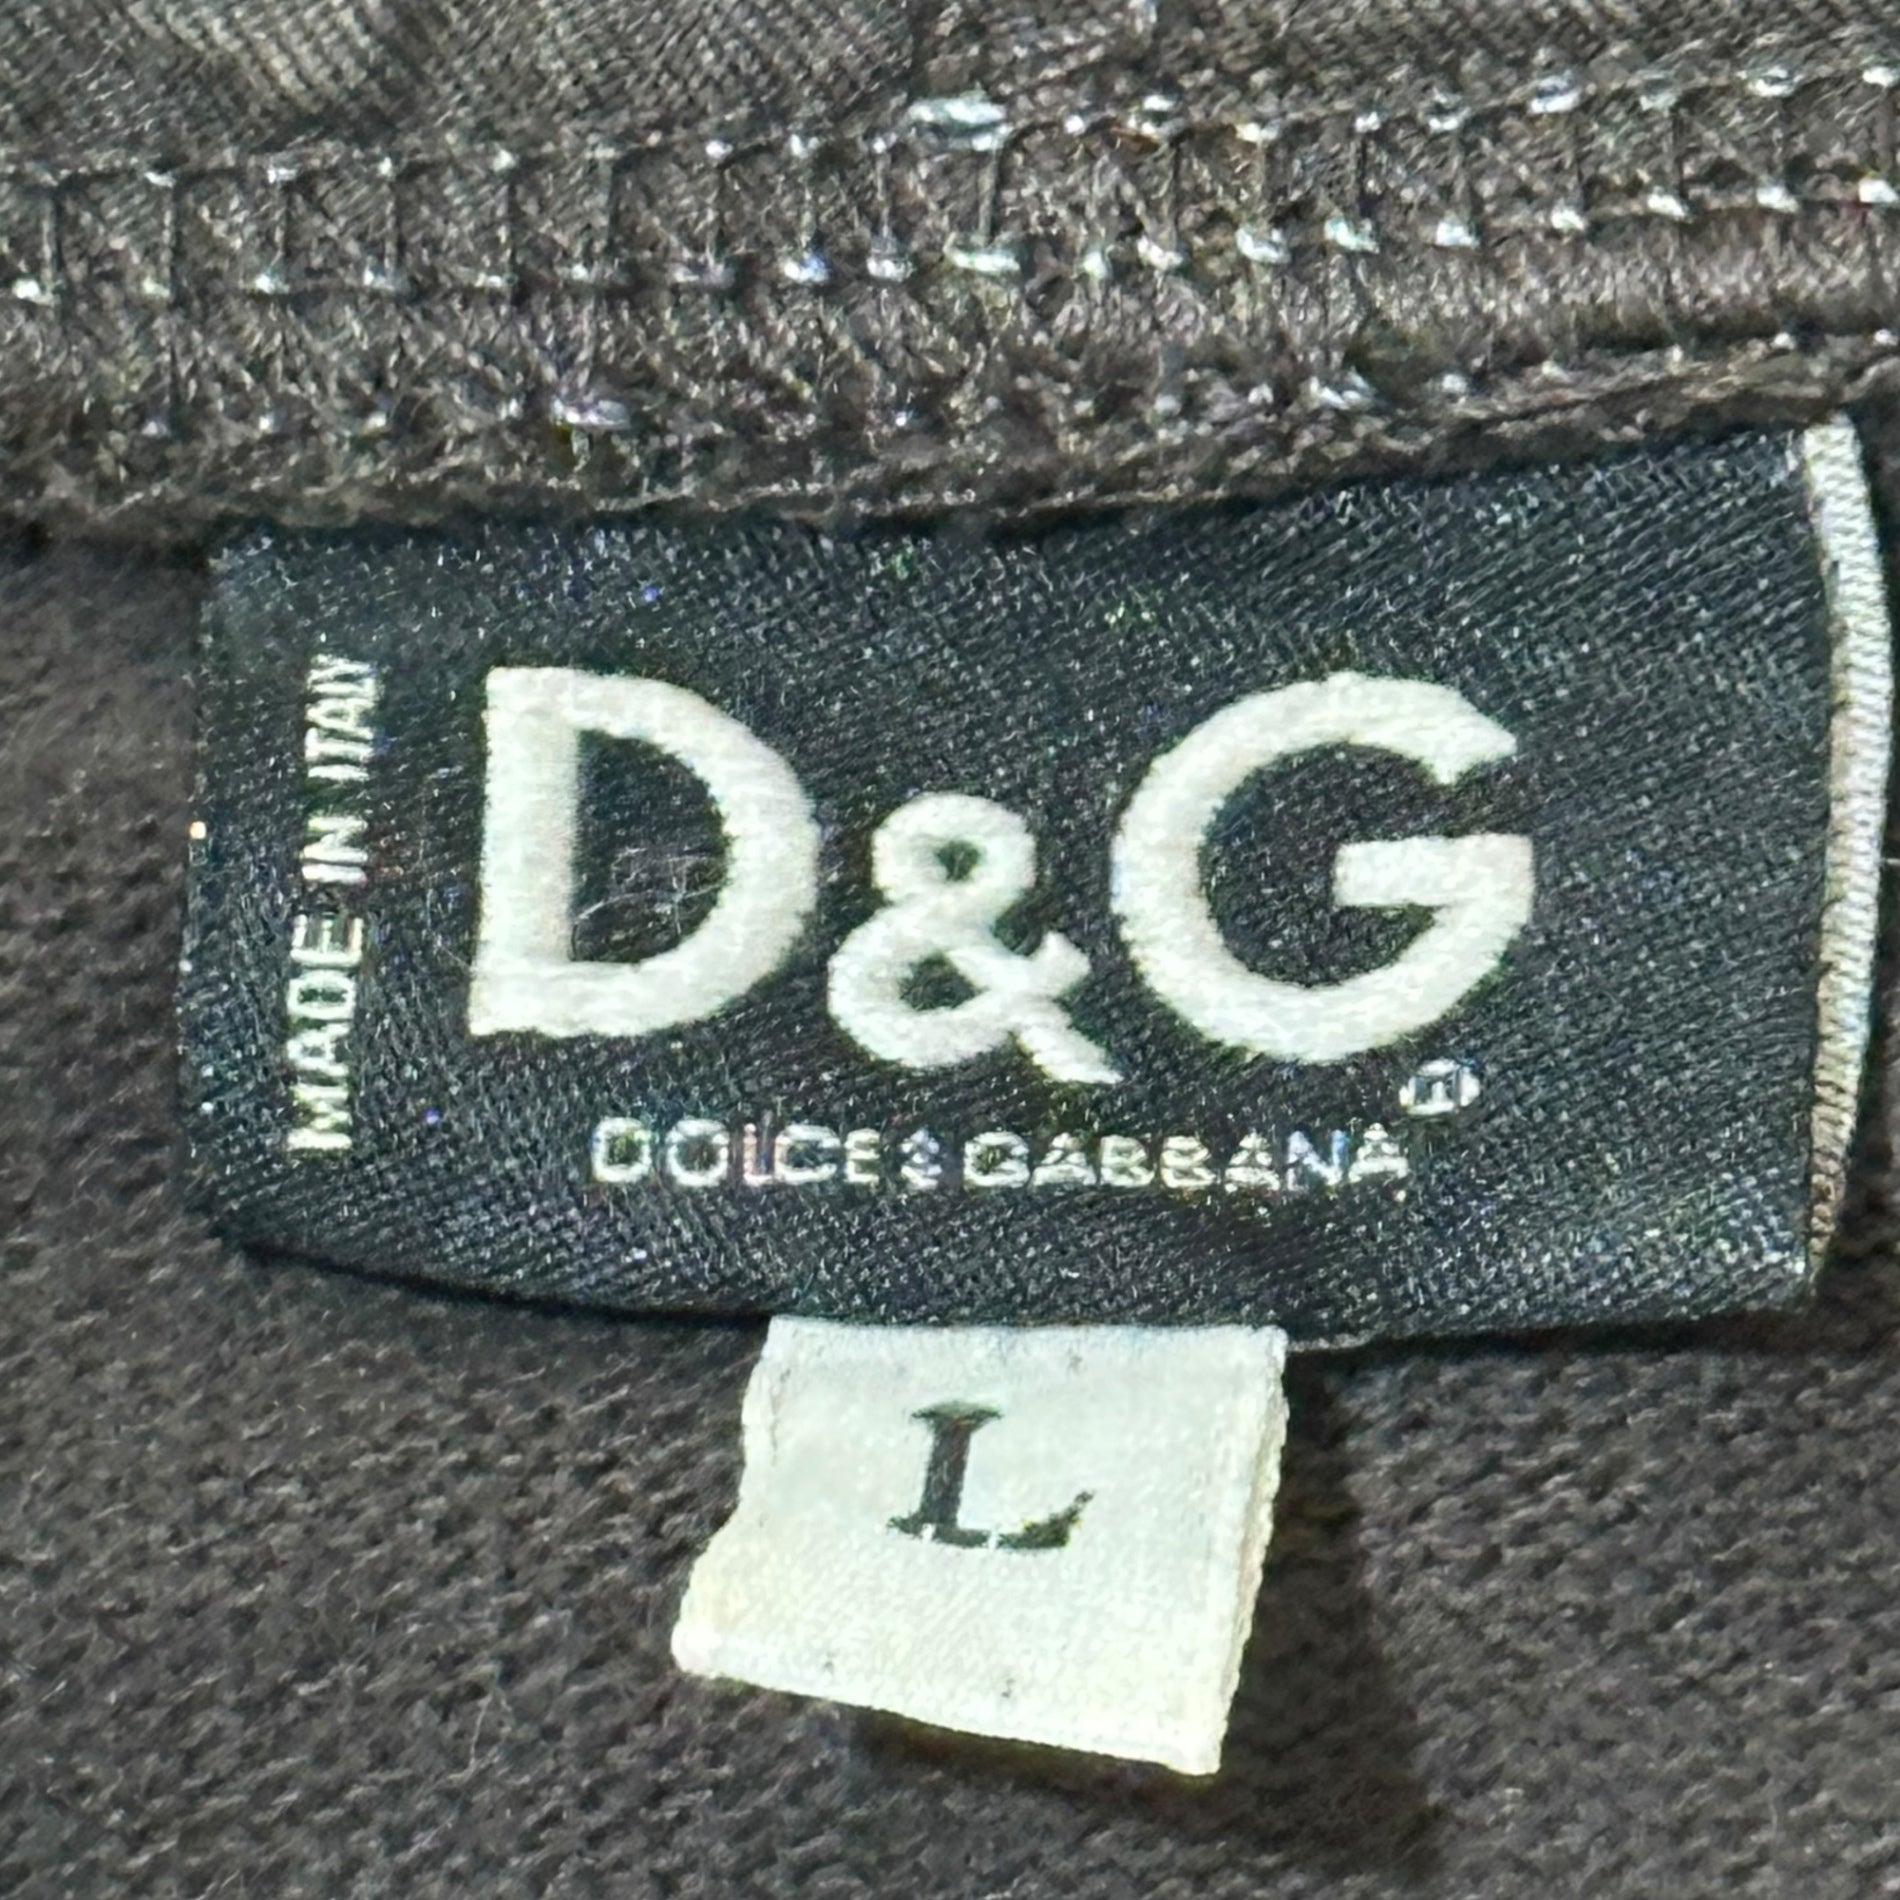 MADE IN ITALY
D&G
®
DOLCE & GABBANA
L